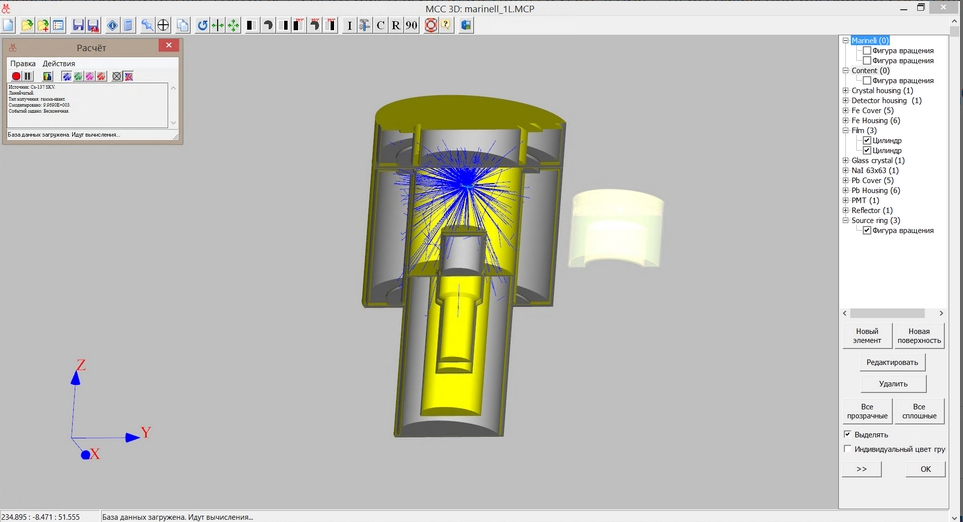 MCC 3D: marinell_1L.MCP
I C R 90
Расчёт
Правка Действия
Источник: Cs-137 BKV.
Линейчатый.
Тип излучения: гамма-квант.
Событий задано: Бесконечно.
База данных загружена. Идут вычисления...
Marinelli (0)
Фигура вращения
Фигура вращения
Content (0)
Фигура вращения
Crystal housing (1)
Detector housing (1)
Fe Cover (5)
Fe Housing (6)
Film (3)
Цилиндр
Цилиндр
Glass crystal (1)
NaI 63x63 (1)
Pb Cover (5)
Pb Housing (6)
PMT (1)
Reflector (1)
Source ring (3)
Фигура вращения
Новый элемент
Новая поверхность
Редактировать
Удалить
Все прозрачные
Все сплошные
Выделять
Индивидуальный цвет гру
>> OK
Z
Y
X
234.895 : -8.471 : 51.555
База данных загружена. Идут вычисления...